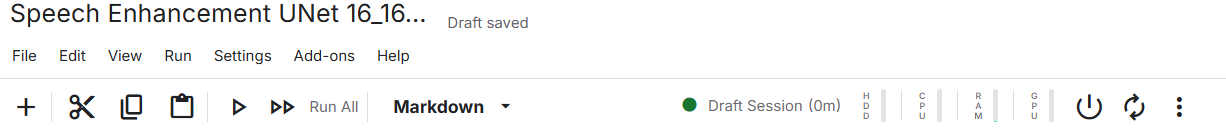 Speech Enhancement UNet 16_16... Draft saved
File Edit View Run Settings Add-ons Help
Run All Markdown Draft Session (0m) HDD CPU RAM GPU